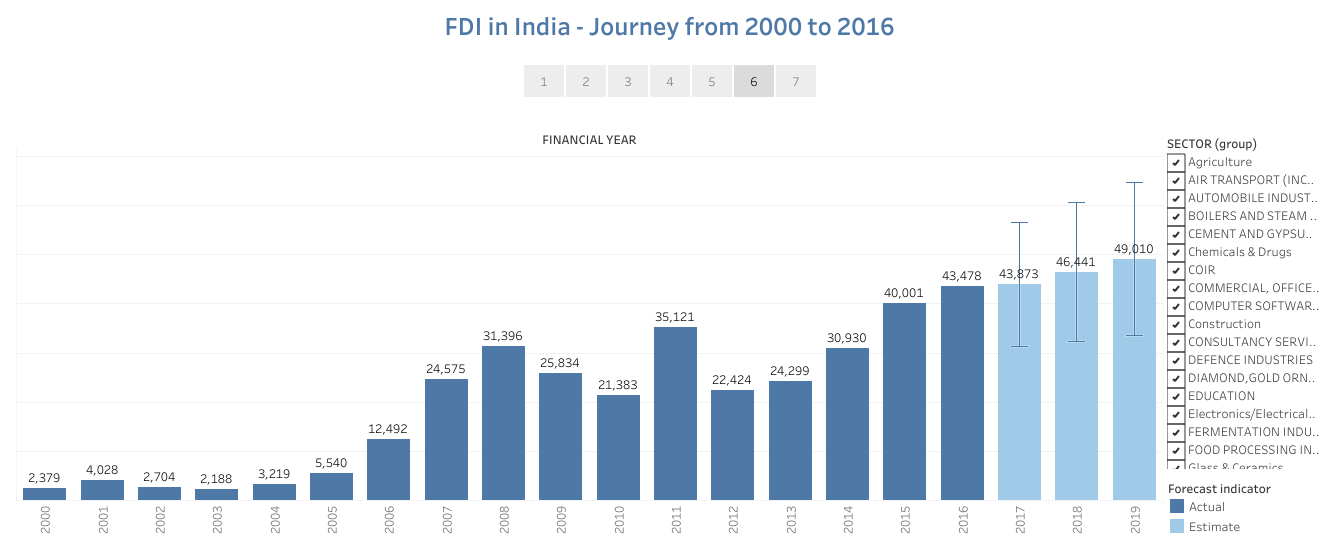 FDI in India - Journey from 2000 to 2016
1 2 3 4 5 6 7
FINANCIAL YEAR
2,379
4,028
2,704
2,188
3,219
5,540
12,492
24,575
31,396
25,834
21,383
35,121
22,424
24,299
30,930
40,001
43,478
43,873
46,441
49,010
2000
2001
2002
2003
2004
2005
2006
2007
2008
2009
2010
2011
2012
2013
2014
2015
2016
2017
2018
2019
SECTOR (group)
Agriculture
AIR TRANSPORT (INC..
AUTOMOBILE INDUST..
BOILERS AND STEAM ..
CEMENT AND GYPSU..
Chemicals & Drugs
COIR
COMMERCIAL, OFFICE..
COMPUTER SOFTWAR..
Construction
CONSULTANCY SERVI..
DEFENCE INDUSTRIES
DIAMOND,GOLD ORN..
EDUCATION
Electronics/Electrical..
FERMENTATION INDU..
FOOD PROCESSING IN..
Glass & Ceramics
Forecast indicator
Actual
Estimate